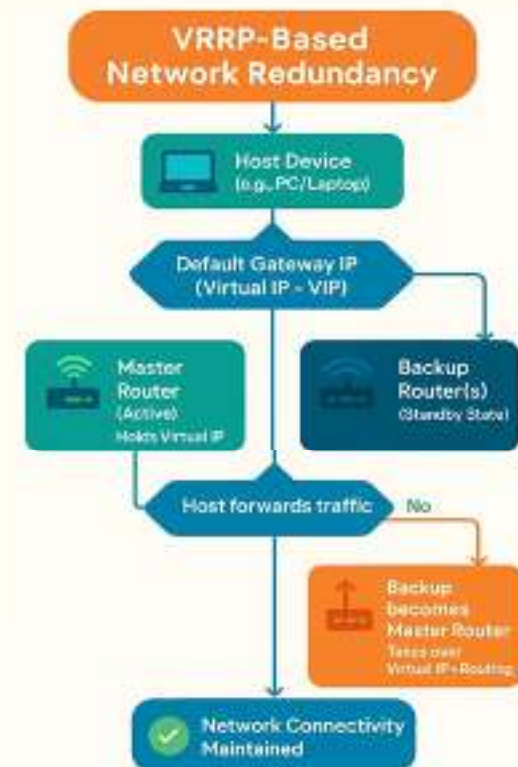 VRRP-Based
Network Redundancy
Host Device
(e.g., PC/Laptop)
Default Gateway IP
(Virtual IP - VIP)
Master
Router
(Active)
Holds Virtual IP
Backup
Router(s)
(Standby State)
Host forwards traffic
No
Backup
becomes
Master Router
Takes over
Virtual IP+Routing
Network Connectivity
Maintained